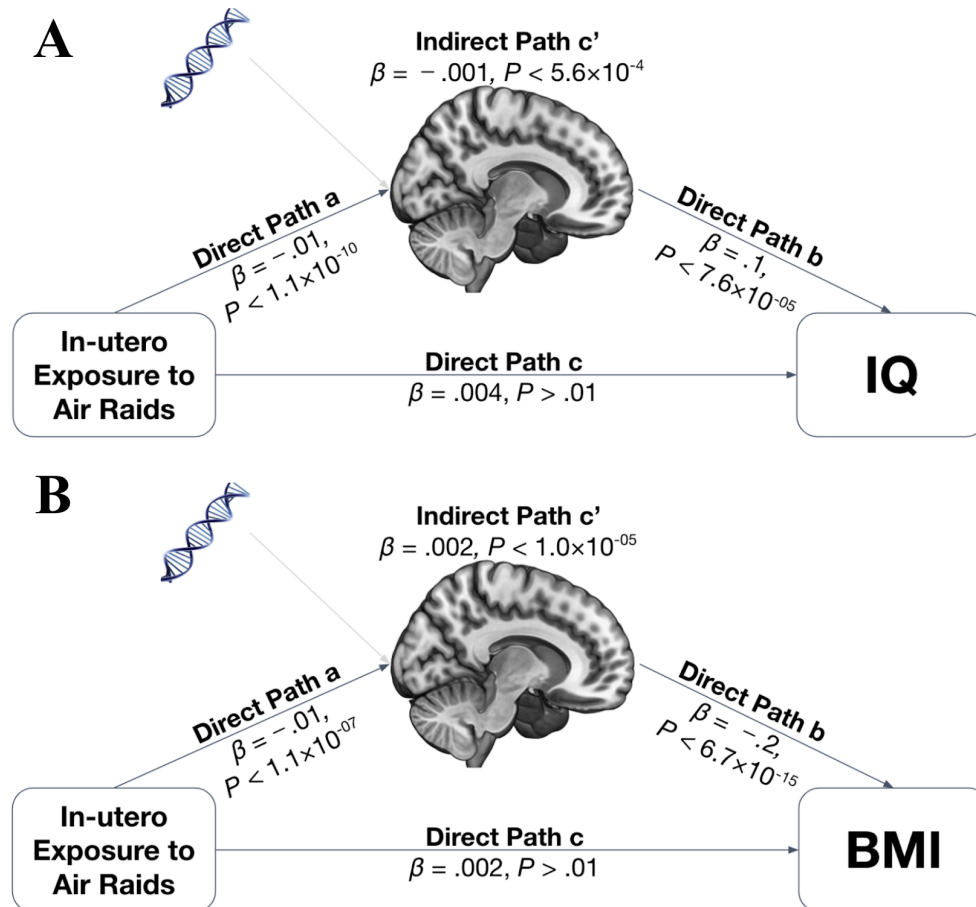 A
Indirect Path c’
β = −.001, P < 5.6×10⁻⁴
Direct Path a
β = −.01,
P < 1.1×10⁻¹⁰
Direct Path b
β = .1,
P < 7.6×10⁻⁰⁵
In-utero
Exposure to
Air Raids
Direct Path c
β = .004, P > .01
IQ
B
Indirect Path c’
β = .002, P < 1.0×10⁻⁰⁵
Direct Path a
β = −.01,
P < 1.1×10⁻⁰⁷
Direct Path b
β = −.2,
P < 6.7×10⁻¹⁵
In-utero
Exposure to
Air Raids
Direct Path c
β = .002, P > .01
BMI